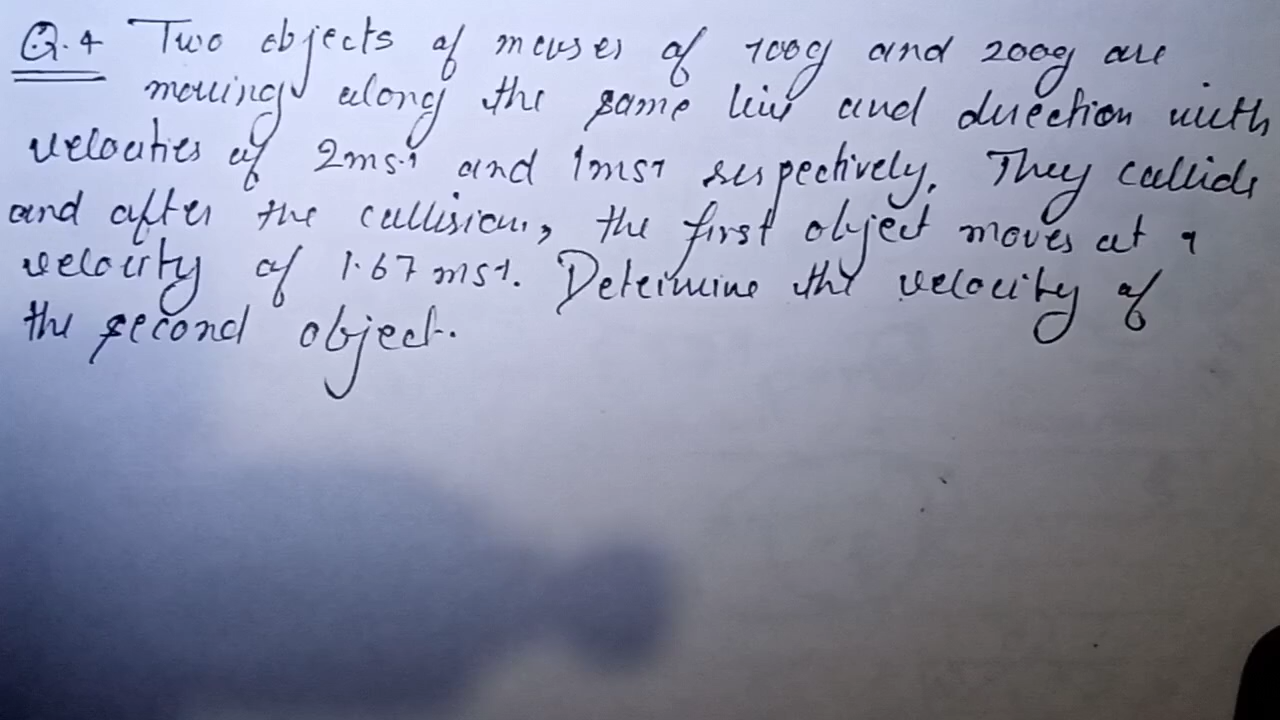 Q.4 Two objects of masses of 100g and 200g are
moving along the same line and direction with
velocities of 2ms-1 and 1ms-1 respectively. They collide
and after the collision, the first object moves at a
velocity of 1.67 ms-1. Determine the velocity of
the second object.